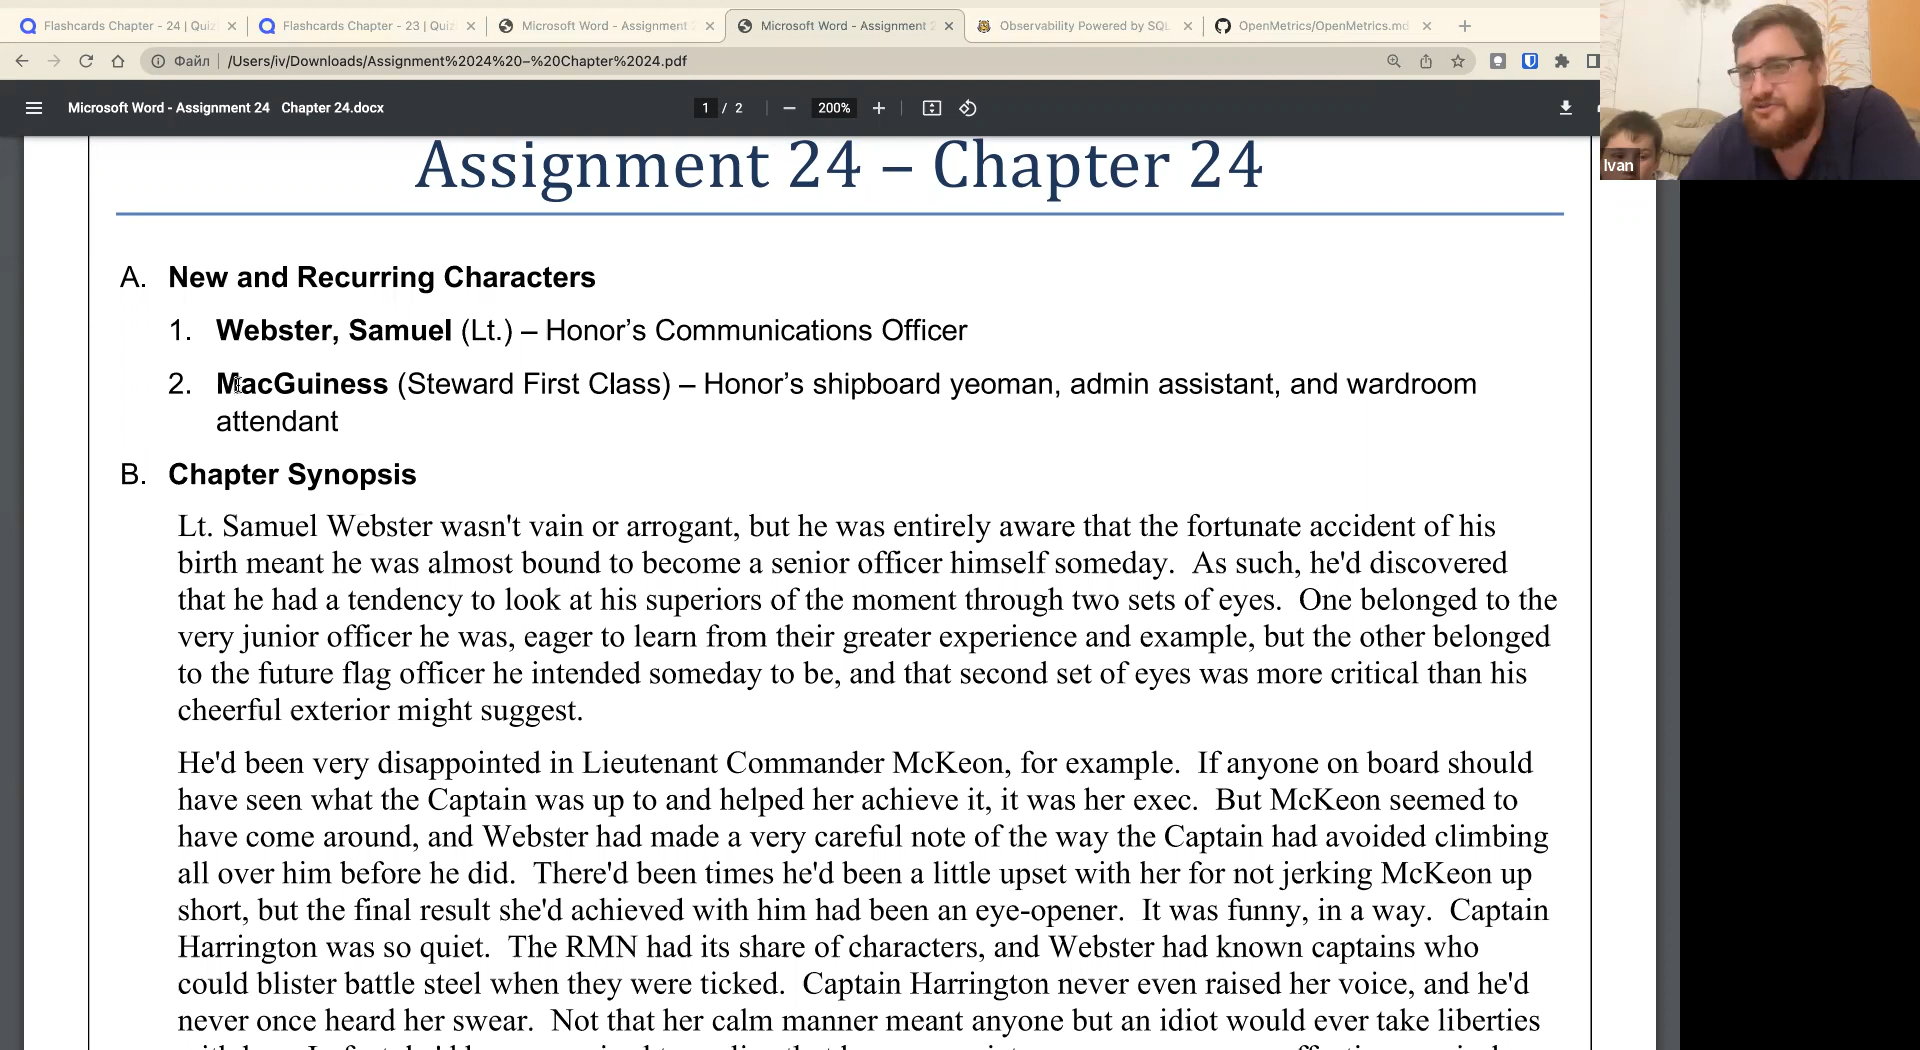 Flashcards Chapter - 24 | Quiz
Flashcards Chapter - 23 | Quiz
Microsoft Word - Assignment
Microsoft Word - Assignment 2
Observability Powered by SQL
OpenMetrics/OpenMetrics.md
Файл
/Users/iv/Downloads/Assignment%2024%20–%20Chapter%2024.pdf
Microsoft Word - Assignment 24 Chapter 24.docx
1 / 2
200%
Ivan
Assignment 24 – Chapter 24
A. New and Recurring Characters
1. Webster, Samuel (Lt.) – Honor's Communications Officer
2. MacGuiness (Steward First Class) – Honor's shipboard yeoman, admin assistant, and wardroom
attendant
B. Chapter Synopsis
Lt. Samuel Webster wasn't vain or arrogant, but he was entirely aware that the fortunate accident of his
birth meant he was almost bound to become a senior officer himself someday. As such, he'd discovered
that he had a tendency to look at his superiors of the moment through two sets of eyes. One belonged to the
very junior officer he was, eager to learn from their greater experience and example, but the other belonged
to the future flag officer he intended someday to be, and that second set of eyes was more critical than his
cheerful exterior might suggest.
He'd been very disappointed in Lieutenant Commander McKeon, for example. If anyone on board should
have seen what the Captain was up to and helped her achieve it, it was her exec. But McKeon seemed to
have come around, and Webster had made a very careful note of the way the Captain had avoided climbing
all over him before he did. There'd been times he'd been a little upset with her for not jerking McKeon up
short, but the final result she'd achieved with him had been an eye-opener. It was funny, in a way. Captain
Harrington was so quiet. The RMN had its share of characters, and Webster had known captains who
could blister battle steel when they were ticked. Captain Harrington never even raised her voice, and he'd
never once heard her swear. Not that her calm manner meant anyone but an idiot would ever take liberties